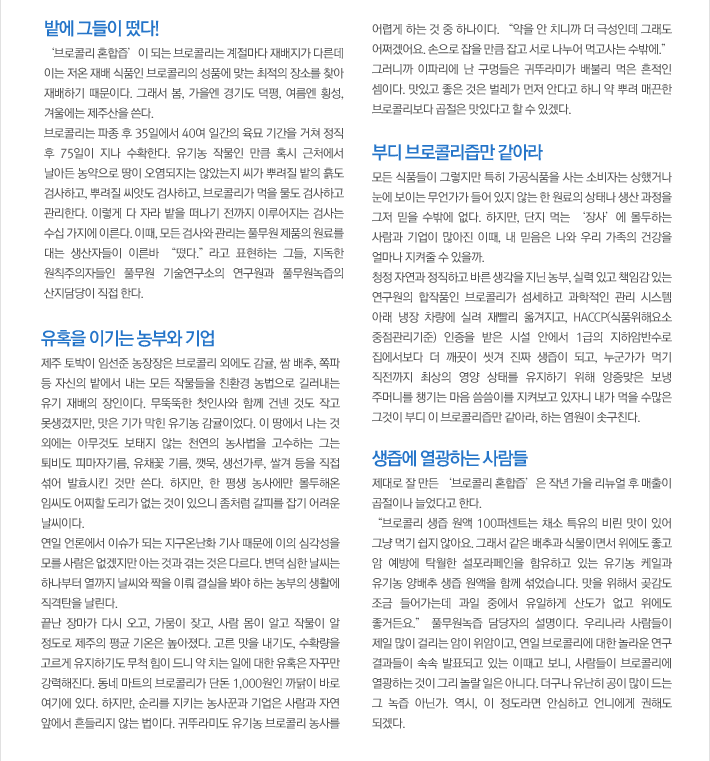 밭에 그들이 떴다!
‘브로콜리 혼합즙’이 되는 브로콜리는 계절마다 재배지가 다른데
이는 저온 재배 식품인 브로콜리의 성품에 맞는 최적의 장소를 찾아
재배하기 때문이다. 그래서 봄, 가을엔 경기도 덕평, 여름엔 횡성,
겨울에는 제주산을 쓴다.
브로콜리는 파종 후 35일에서 40여 일간의 육묘 기간을 거쳐 정직
후 75일이 지나 수확한다. 유기농 작물인 만큼 혹시 근처에서
날아든 농약으로 땅이 오염되지는 않았는지 씨가 뿌려질 밭의 흙도
검사하고, 뿌려질 씨앗도 검사하고, 브로콜리가 먹을 물도 검사하고
관리한다. 이렇게 다 자라 밭을 떠나기 전까지 이루어지는 검사는
수십 가지에 이른다. 이때, 모든 검사와 관리는 풀무원 제품의 원료를
대는 생산자들이 이른바 “떴다.”라고 표현하는 그들, 지독한
원칙주의자들인 풀무원 기술연구소의 연구원과 풀무원녹즙의
산지담당이 직접 한다.
유혹을 이기는 농부와 기업
제주 토박이 임선준 농장장은 브로콜리 외에도 감귤, 쌈 배추, 쪽파
등 자신의 밭에서 내는 모든 작물들을 친환경 농법으로 길러내는
유기 재배의 장인이다. 무뚝뚝한 첫인사와 함께 건넨 것도 작고
못생겼지만, 맛은 기가 막힌 유기농 감귤이었다. 이 땅에서 나는 것
외에는 아무것도 보태지 않는 천연의 농사법을 고수하는 그는
퇴비도 피마자기름, 유채꽃 기름, 깻묵, 생선가루, 쌀겨 등을 직접
섞어 발효시킨 것만 쓴다. 하지만, 한 평생 농사에만 몰두해온
임씨도 어찌할 도리가 없는 것이 있으니 좀처럼 갈피를 잡기 어려운
날씨이다.
연일 언론에서 이슈가 되는 지구온난화 기사 때문에 이의 심각성을
모를 사람은 없겠지만 아는 것과 겪는 것은 다르다. 변덕 심한 날씨는
하나부터 열까지 날씨와 짝을 이뤄 결실을 봐야 하는 농부의 생활에
직격탄을 날린다.
끝난 장마가 다시 오고, 가뭄이 잦고, 사람 몸이 알고 작물이 알
정도로 제주의 평균 기온은 높아졌다. 고른 맛을 내기도, 수확량을
고르게 유지하기도 무척 힘이 드니 약 치는 일에 대한 유혹은 자꾸만
강력해진다. 동네 마트의 브로콜리가 단돈 1,000원인 까닭이 바로
여기에 있다. 하지만, 순리를 지키는 농사꾼과 기업은 사람과 자연
앞에서 흔들리지 않는 법이다. 귀뚜라미도 유기농 브로콜리 농사를
어렵게 하는 것 중 하나이다. “약을 안 치니까 더 극성인데 그래도
어쩌겠어요. 손으로 잡을 만큼 잡고 서로 나누어 먹고사는 수밖에.”
그러니까 이파리에 난 구멍들은 귀뚜라미가 배불리 먹은 흔적인
셈이다. 맛있고 좋은 것은 벌레가 먼저 안다고 하니 약 뿌려 매끈한
브로콜리보다 곱절은 맛있다고 할 수 있겠다.
부디 브로콜리즙만 같아라
모든 식품들이 그렇지만 특히 가공식품을 사는 소비자는 상했거나
눈에 보이는 무언가가 들어 있지 않는 한 원료의 상태나 생산 과정을
그저 믿을 수밖에 없다. 하지만, 단지 먹는 ‘장사’에 몰두하는
사람과 기업이 많아진 이때, 내 믿음은 나와 우리 가족의 건강을
얼마나 지켜줄 수 있을까.
청정 자연과 정직하고 바른 생각을 지닌 농부, 실력 있고 책임감 있는
연구원의 합작품인 브로콜리가 섬세하고 과학적인 관리 시스템
아래 냉장 차량에 실려 재빨리 옮겨지고, HACCP(식품위해요소
중점관리기준) 인증을 받은 시설 안에서 1급의 지하암반수로
집에서보다 더 깨끗이 씻겨 진짜 생즙이 되고, 누군가가 먹기
직전까지 최상의 영양 상태를 유지하기 위해 앙증맞은 보냉
주머니를 챙기는 마음 씀씀이를 지켜보고 있자니 내가 먹을 수많은
그것이 부디 이 브로콜리즙만 같아라, 하는 염원이 솟구친다.
생즙에 열광하는 사람들
제대로 잘 만든 ‘브로콜리 혼합즙’은 작년 가을 리뉴얼 후 매출이
곱절이나 늘었다고 한다.
“브로콜리 생즙 원액 100퍼센트는 채소 특유의 비린 맛이 있어
그냥 먹기 쉽지 않아요. 그래서 같은 배추과 식물이면서 위에도 좋고
암 예방에 탁월한 설포라페인을 함유하고 있는 유기농 케일과
유기농 양배추 생즙 원액을 함께 섞었습니다. 맛을 위해서 곶감도
조금 들어가는데 과일 중에서 유일하게 산도가 없고 위에도
좋거든요.” 풀무원녹즙 담당자의 설명이다. 우리나라 사람들이
제일 많이 걸리는 암이 위암이고, 연일 브로콜리에 대한 놀라운 연구
결과들이 속속 발표되고 있는 이때고 보니, 사람들이 브로콜리에
열광하는 것이 그리 놀랄 일은 아니다. 더구나 유난히 공이 많이 드는
그 녹즙 아닌가. 역시, 이 정도라면 안심하고 언니에게 권해도
되겠다.